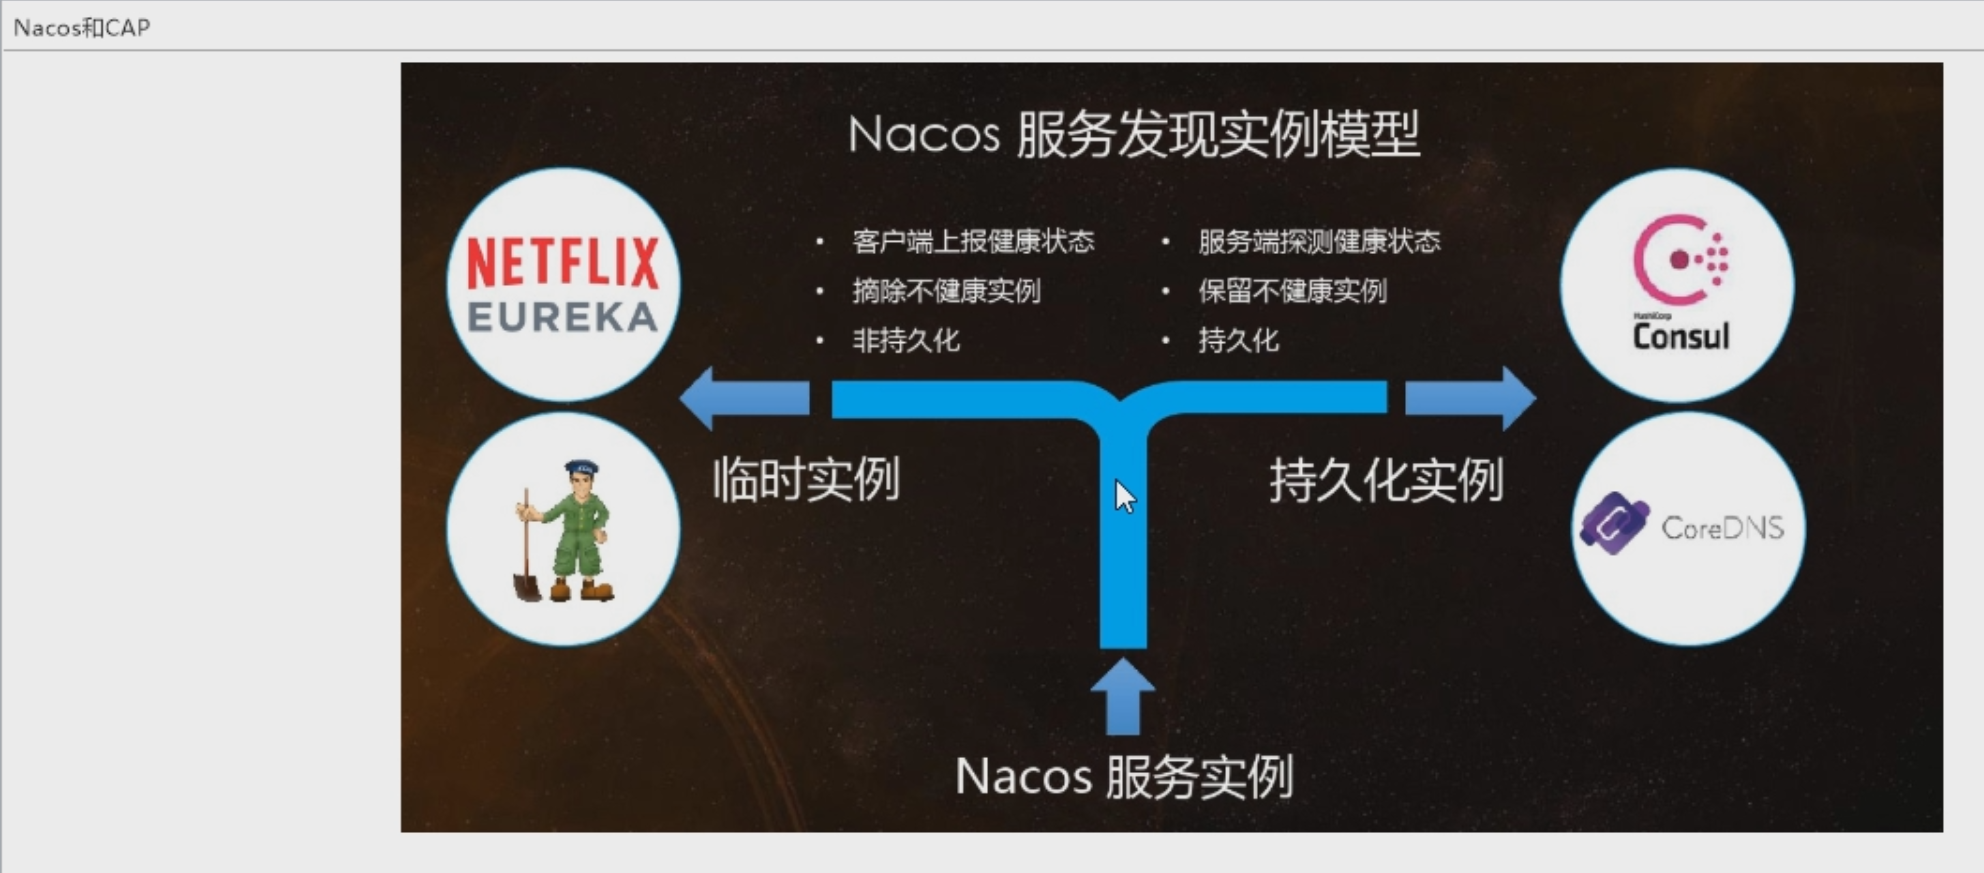 Nacos和CAP
Nacos 服务发现实例模型
NETFLIX
EUREKA
• 客户端上报健康状态
• 摘除不健康实例
• 非持久化
• 服务端探测健康状态
• 保留不健康实例
• 持久化
HashiCorp
Consul
临时实例
持久化实例
CoreDNS
Nacos 服务实例